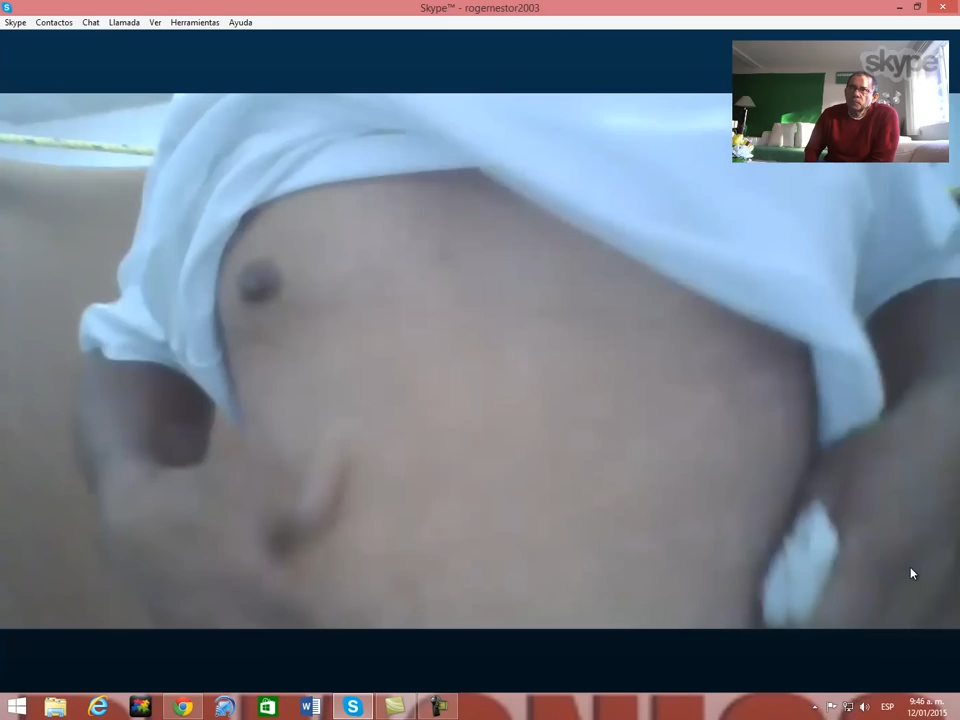 Skype™ - rogernestor2003
Skype Contactos Chat Llamada Ver Herramientas Ayuda
skype
ESP
9:46 a. m.
12/01/2015